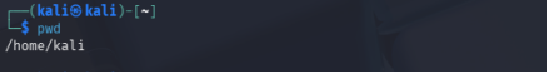 ┌──(kali㉿kali)-[~]
└─$ pwd
/home/kali